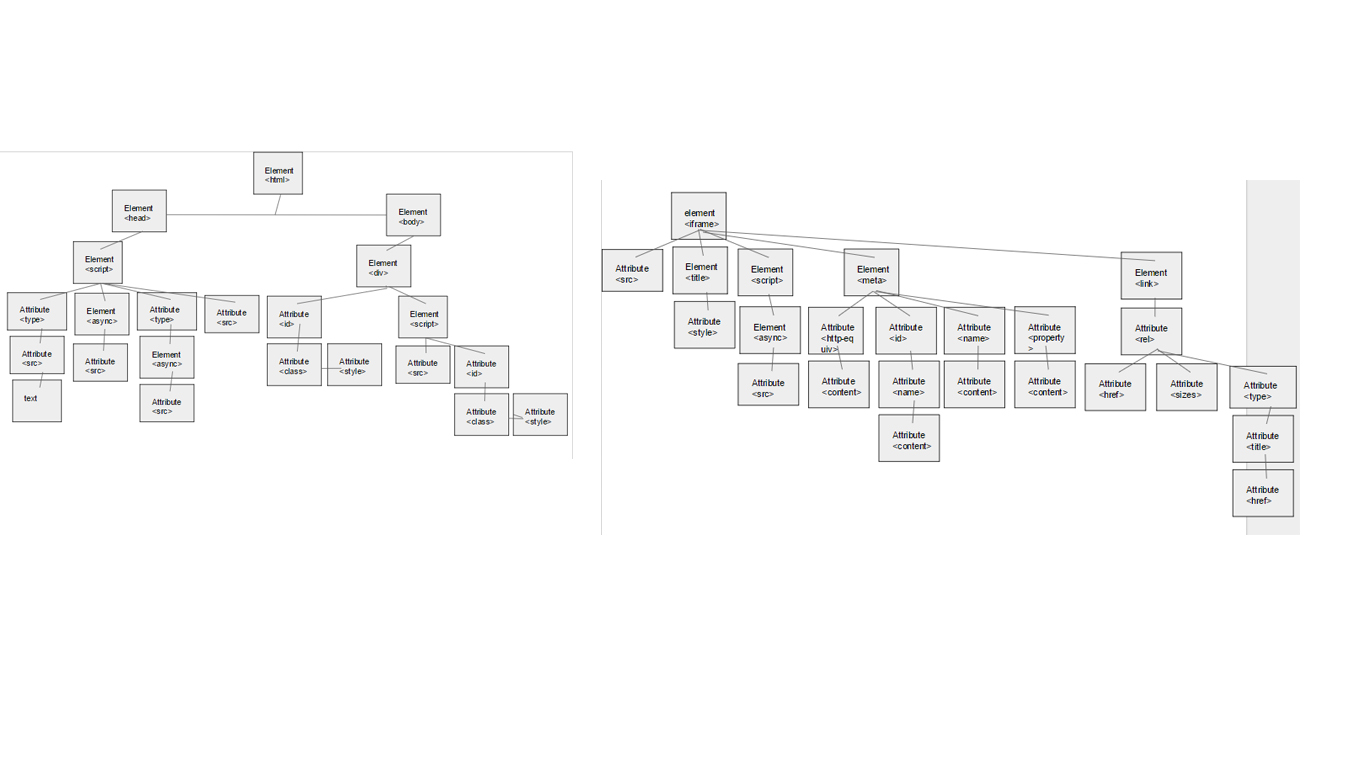 Element
<html>
Element
<head>
Element
<body>
Element
<script>
Element
<div>
Attribute
<type>
Element
<async>
Attribute
<type>
Attribute
<src>
Attribute
<id>
Element
<script>
Attribute
<src>
Attribute
<src>
Element
<async>
Attribute
<class>
Attribute
<style>
Attribute
<src>
Attribute
<id>
text
Attribute
<src>
Attribute
<class>
Attribute
<style>
element
<iframe>
Attribute
<src>
Element
<title>
Element
<script>
Element
<meta>
Element
<link>
Attribute
<style>
Element
<async>
Attribute
<http-eq
uiv>
Attribute
<id>
Attribute
<name>
Attribute
<property
>
Attribute
<rel>
Attribute
<src>
Attribute
<content>
Attribute
<name>
Attribute
<content>
Attribute
<content>
Attribute
<href>
Attribute
<sizes>
Attribute
<type>
Attribute
<content>
Attribute
<title>
Attribute
<href>